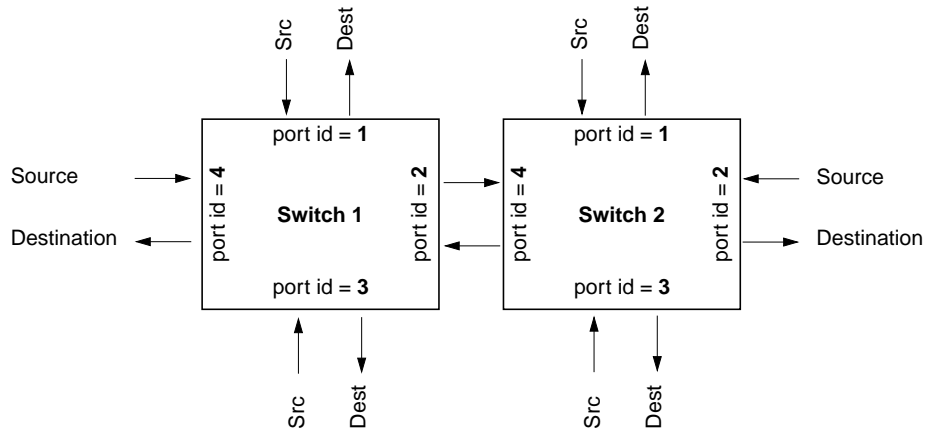 Src
Dest
Src
Dest
port id = 1
port id = 1
Source
port id = 4
port id = 2
port id = 4
port id = 2
Source
Switch 1
Switch 2
Destination
Destination
port id = 3
port id = 3
Src
Dest
Src
Dest